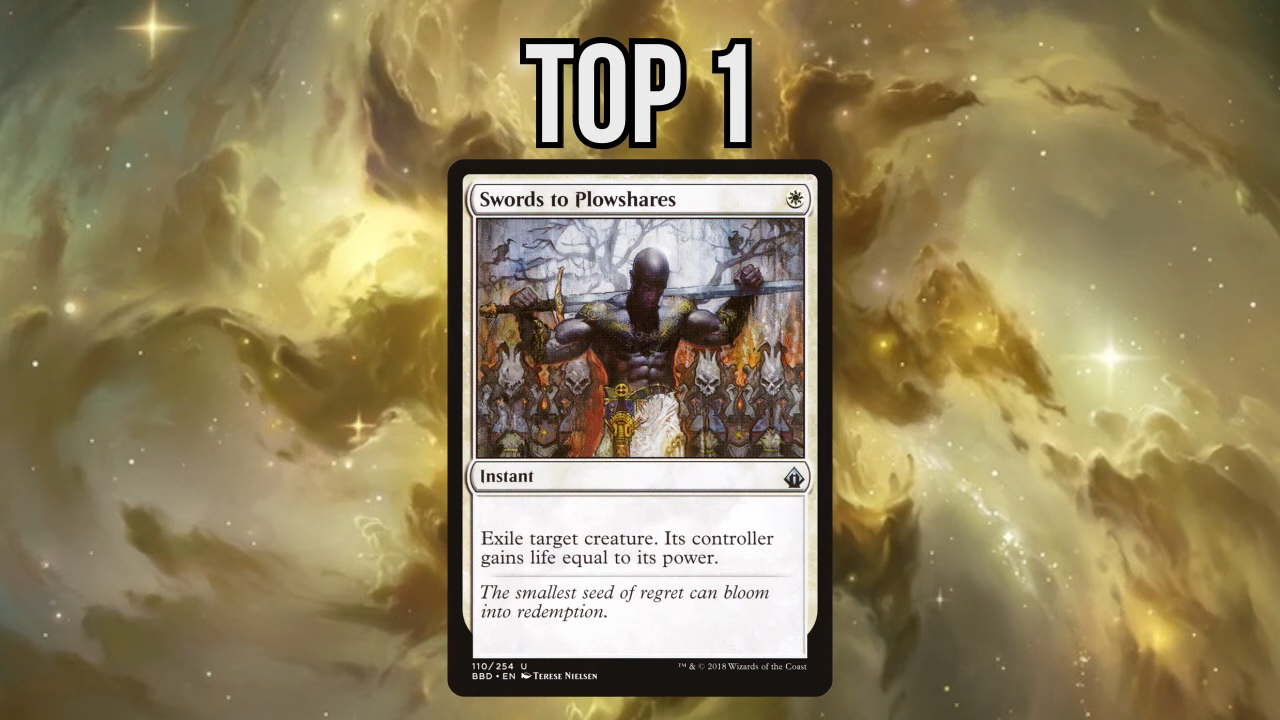 TOP 1
Swords to Plowshares
Instant
Exile target creature. Its controller
gains life equal to its power.
The smallest seed of regret can bloom
into redemption.
110/254 U
BBD • EN Terese Nielsen
™ & © 2018 Wizards of the Coast